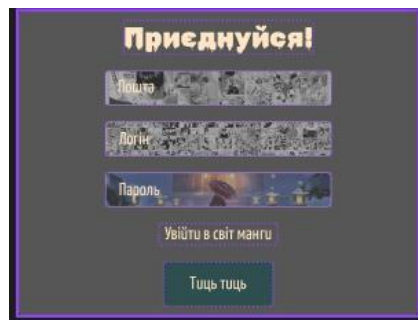 Приєднуйся!
Пошта
Логін
Пароль
Увійти в світ манги
Тиць тиць